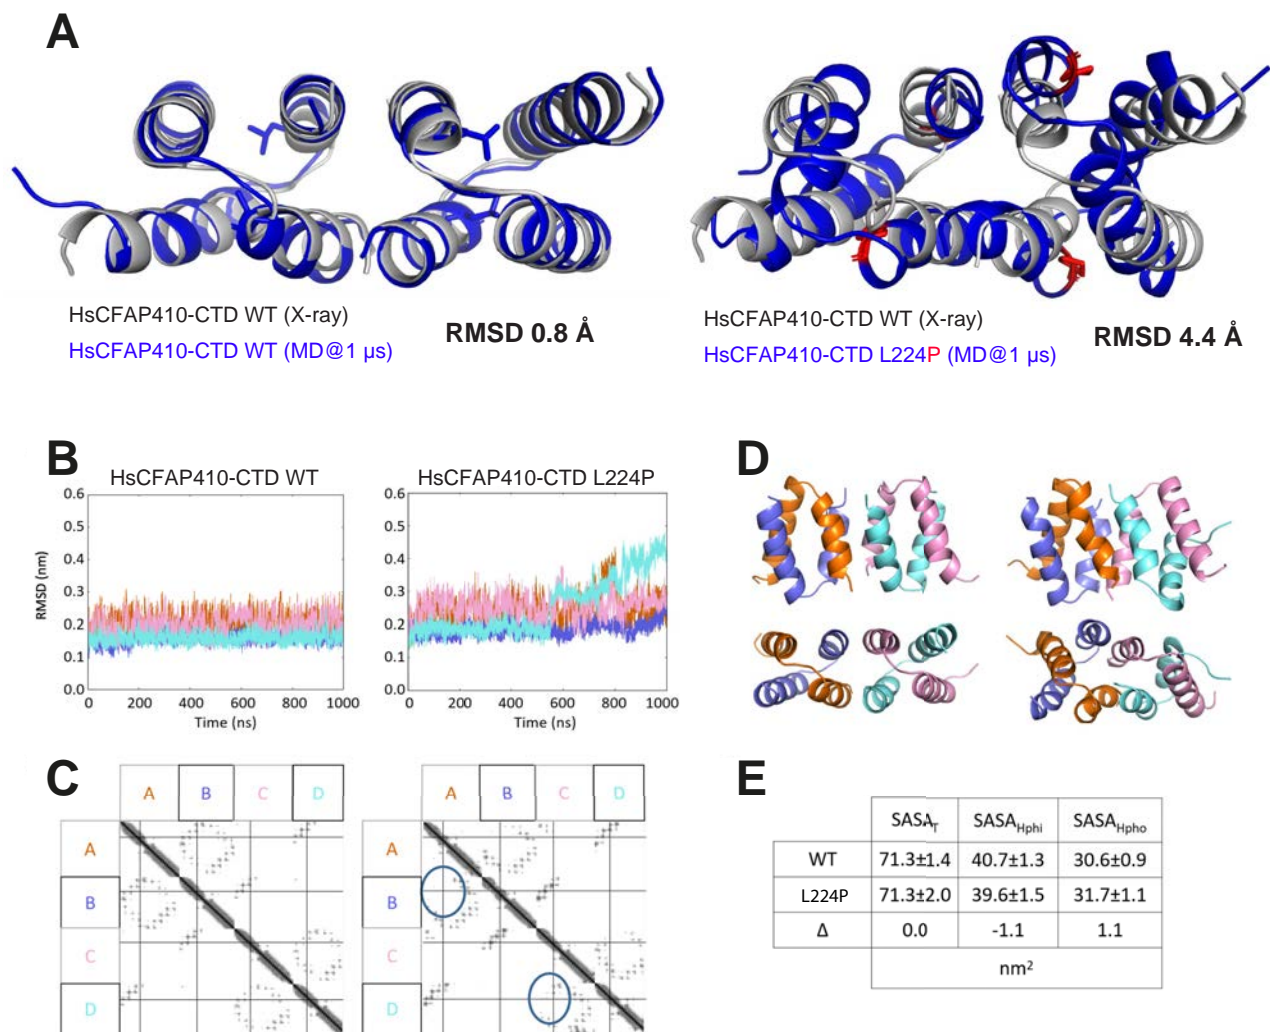 A
HsCFAP410-CTD WT (X-ray)
HsCFAP410-CTD WT (MD@1 µs)
RMSD 0.8 Å
HsCFAP410-CTD WT (X-ray)
HsCFAP410-CTD L224P (MD@1 µs)
RMSD 4.4 Å
B
HsCFAP410-CTD WT
HsCFAP410-CTD L224P
0.6
0.5
0.4
0.3
0.2
0.1
0.0
RMSD (nm)
0 200 400 600 800 1000
Time (ns)
0.6
0.5
0.4
0.3
0.2
0.1
0.0
0 200 400 600 800 1000
Time (ns)
D
C
A B C D
A
B
C
D
A B C D
A
B
C
D
E
SASA_T SASA_Hphi SASA_Hpho
WT 71.3±1.4 40.7±1.3 30.6±0.9
L224P 71.3±2.0 39.6±1.5 31.7±1.1
Δ 0.0 -1.1 1.1
nm²